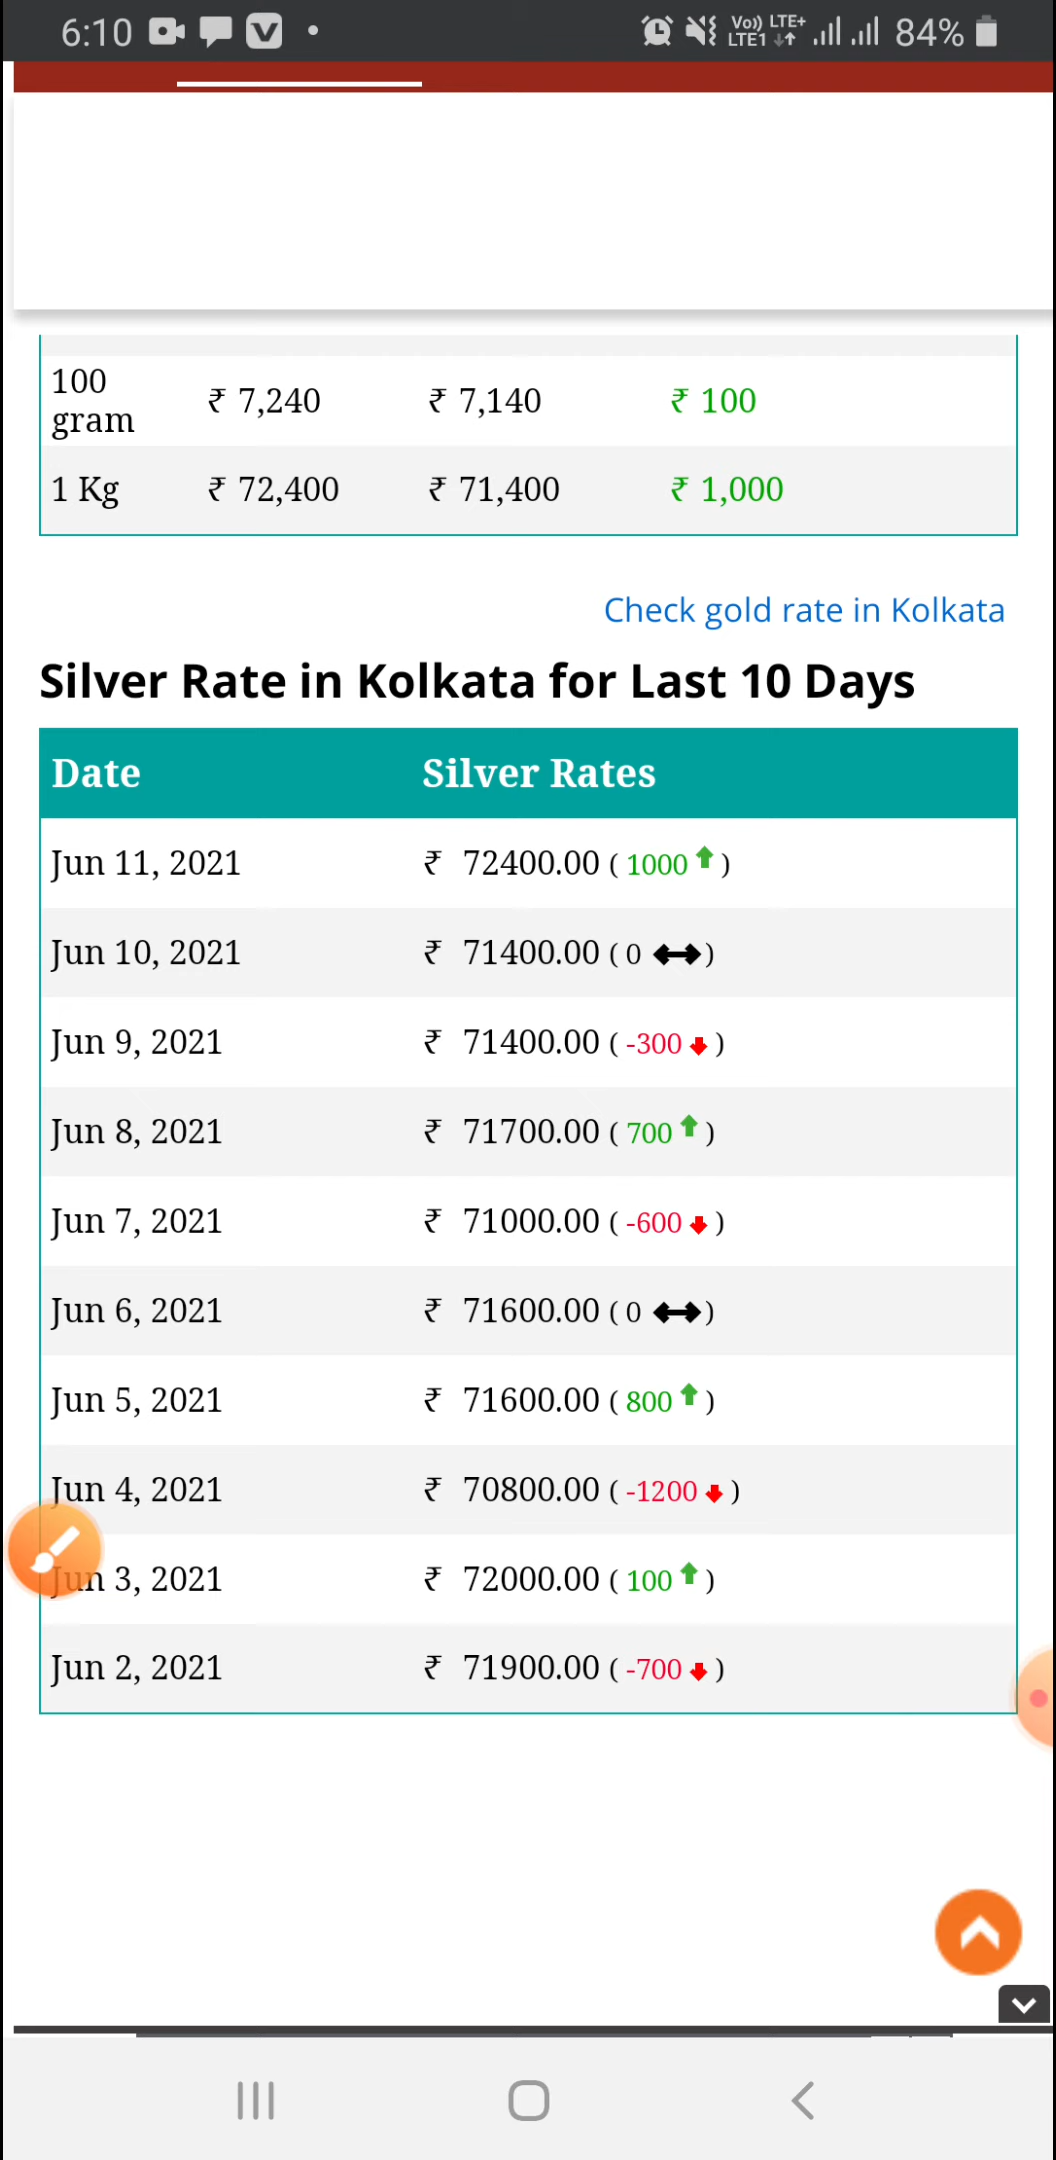 6:10 Vo)) LTE+ LTE1 84%
100 gram ₹ 7,240 ₹ 7,140 ₹ 100
1 Kg ₹ 72,400 ₹ 71,400 ₹ 1,000
Check gold rate in Kolkata
Silver Rate in Kolkata for Last 10 Days
Date Silver Rates
Jun 11, 2021 ₹ 72400.00 ( 1000 ⬆ )
Jun 10, 2021 ₹ 71400.00 ( 0 ⬌ )
Jun 9, 2021 ₹ 71400.00 ( -300 ⬇ )
Jun 8, 2021 ₹ 71700.00 ( 700 ⬆ )
Jun 7, 2021 ₹ 71000.00 ( -600 ⬇ )
Jun 6, 2021 ₹ 71600.00 ( 0 ⬌ )
Jun 5, 2021 ₹ 71600.00 ( 800 ⬆ )
Jun 4, 2021 ₹ 70800.00 ( -1200 ⬇ )
Jun 3, 2021 ₹ 72000.00 ( 100 ⬆ )
Jun 2, 2021 ₹ 71900.00 ( -700 ⬇ )